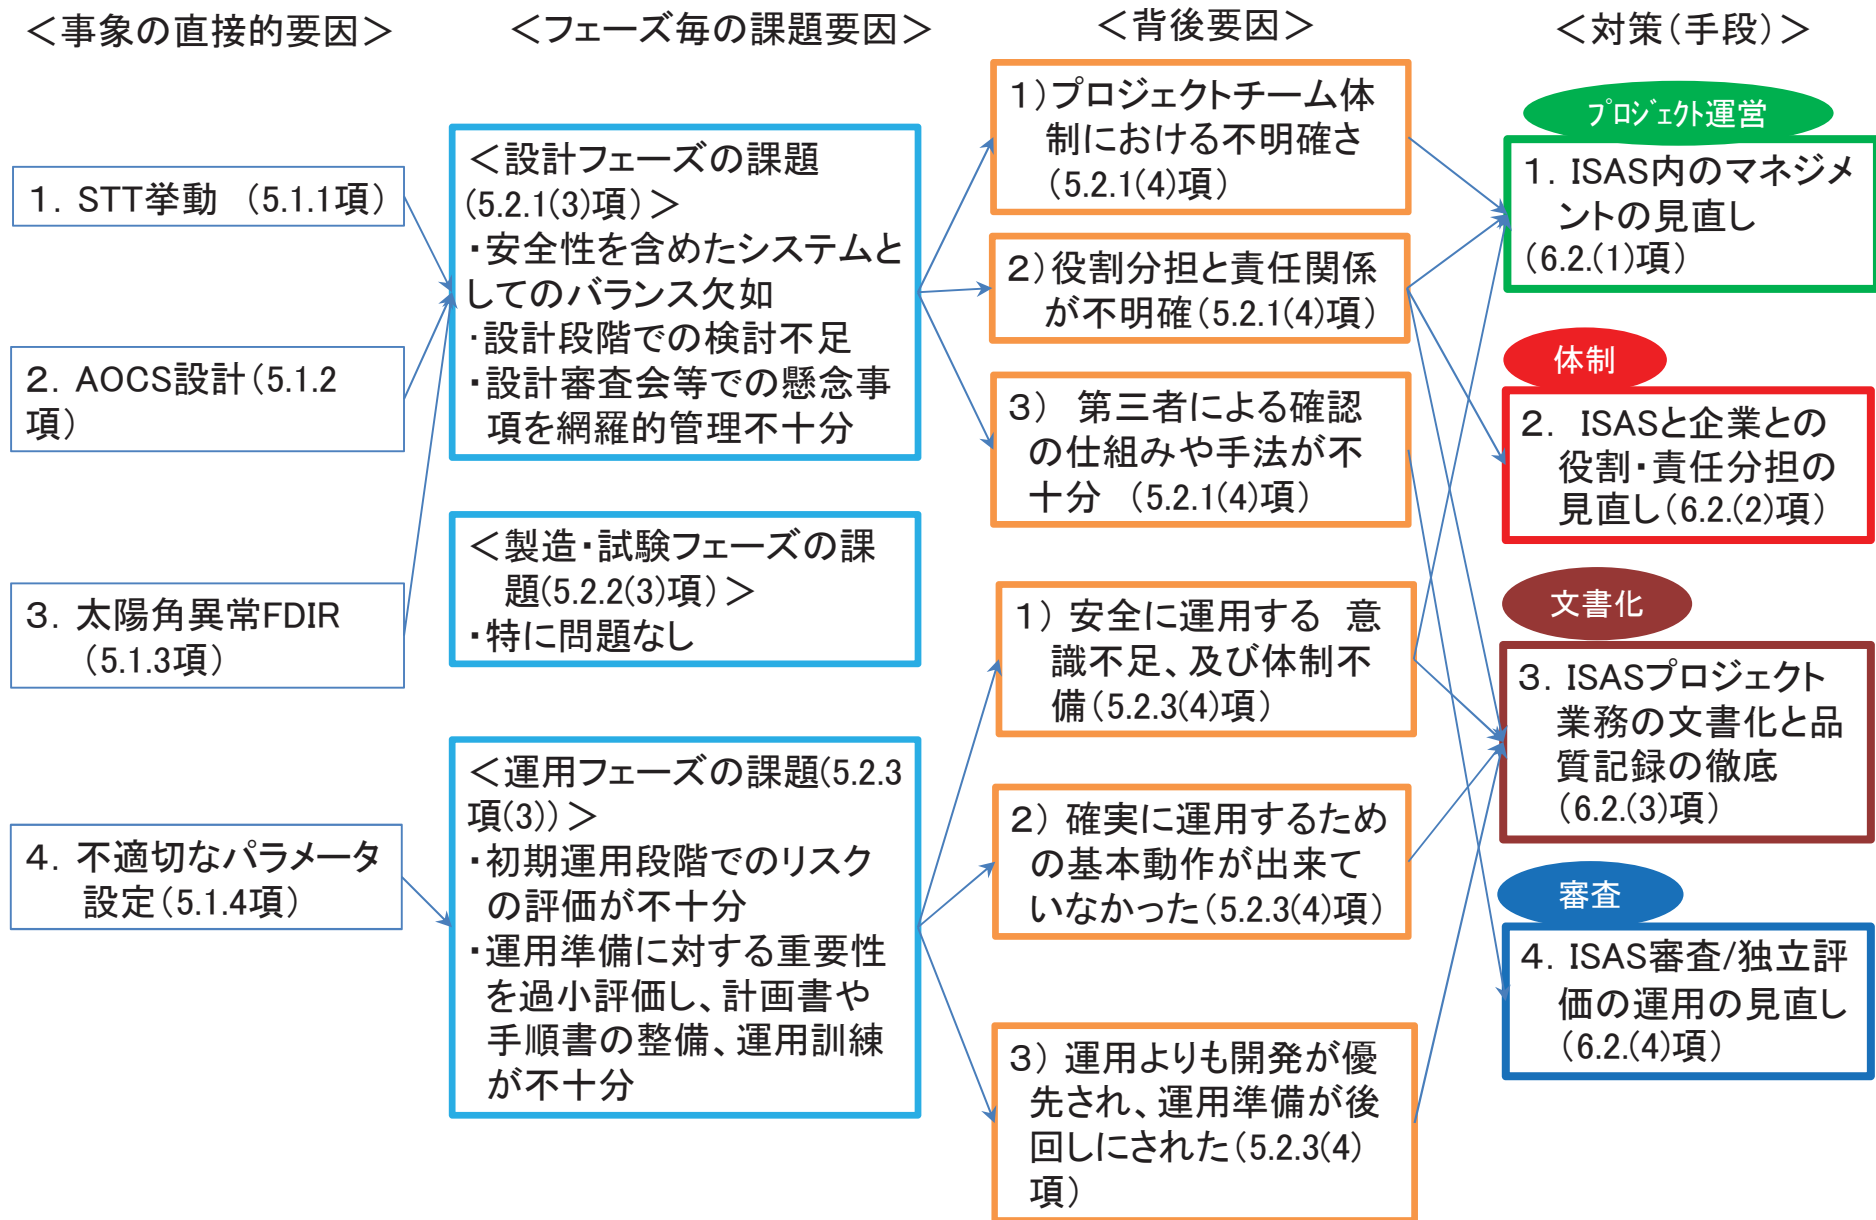 ＜事象の直接的要因＞
1．STT挙動　（5.1.1項）
2．AOCS設計（5.1.2
項）
3．太陽角異常FDIR
（5.1.3項）
4．不適切なパラメータ
設定（5.1.4項）
＜フェーズ毎の課題要因＞
＜設計フェーズの課題
(5.2.1(3)項）＞
・安全性を含めたシステムと
してのバランス欠如
・設計段階での検討不足
・設計審査会等での懸念事
項を網羅的管理不十分
＜製造・試験フェーズの課
題(5.2.2(3)項）＞
・特に問題なし
＜運用フェーズの課題(5.2.3
項(3)）＞
・初期運用段階でのリスク
の評価が不十分
・運用準備に対する重要性
を過小評価し、計画書や
手順書の整備、運用訓練
が不十分
＜背後要因＞
1）プロジェクトチーム体
制における不明確さ
（5.2.1(4)項）
2）役割分担と責任関係
が不明確（5.2.1(4)項）
3）　第三者による確認
の仕組みや手法が不
十分　（5.2.1(4)項）
1） 安全に運用する　意
識不足、及び体制不
備（5.2.3(4)項）
2） 確実に運用するため
の基本動作が出来て
いなかった（5.2.3(4)項）
3） 運用よりも開発が優
先され、運用準備が後
回しにされた（5.2.3(4)
項）
＜対策（手段）＞
プロジェクト運営
1．ISAS内のマネジメ
ントの見直し
（6.2.(1)項）
体制
2． ISASと企業との
役割・責任分担の
見直し（6.2.(2)項）
文書化
3．ISASプロジェクト
業務の文書化と品
質記録の徹底
（6.2.(3)項）
審査
4．ISAS審査/独立評
価の運用の見直し
（6.2.(4)項）